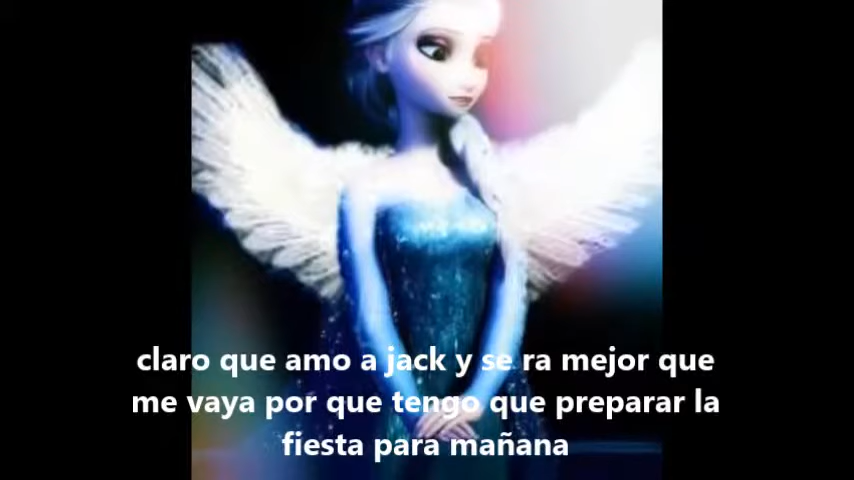 claro que amo a jack y se ra mejor que
me vaya por que tengo que preparar la
fiesta para mañana